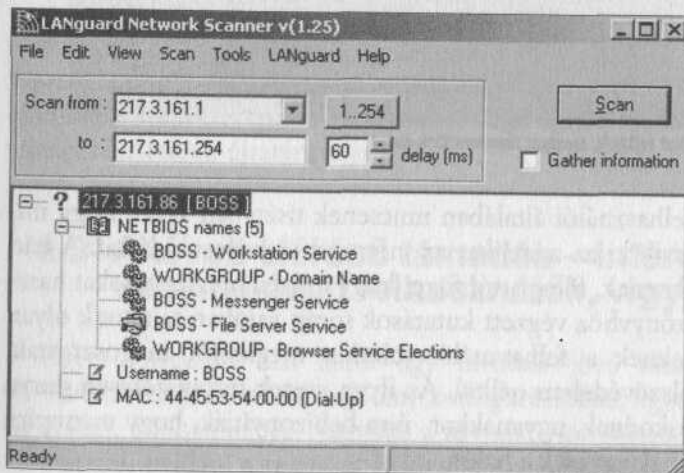 LANguard Network Scanner v(1.25)
File Edit View Scan Tools LANguard Help
Scan from : 217.3.161.1 1..254 Scan
to : 217.3.161.254 60 delay (ms) Gather information
? 217.3.161.86 [ BOSS ]
NETBIOS names (5)
BOSS - Workstation Service
WORKGROUP - Domain Name
BOSS - Messenger Service
BOSS - File Server Service
WORKGROUP - Browser Service Elections
Username : BOSS
MAC : 44-45-53-54-00-00 (Dial-Up)
Ready